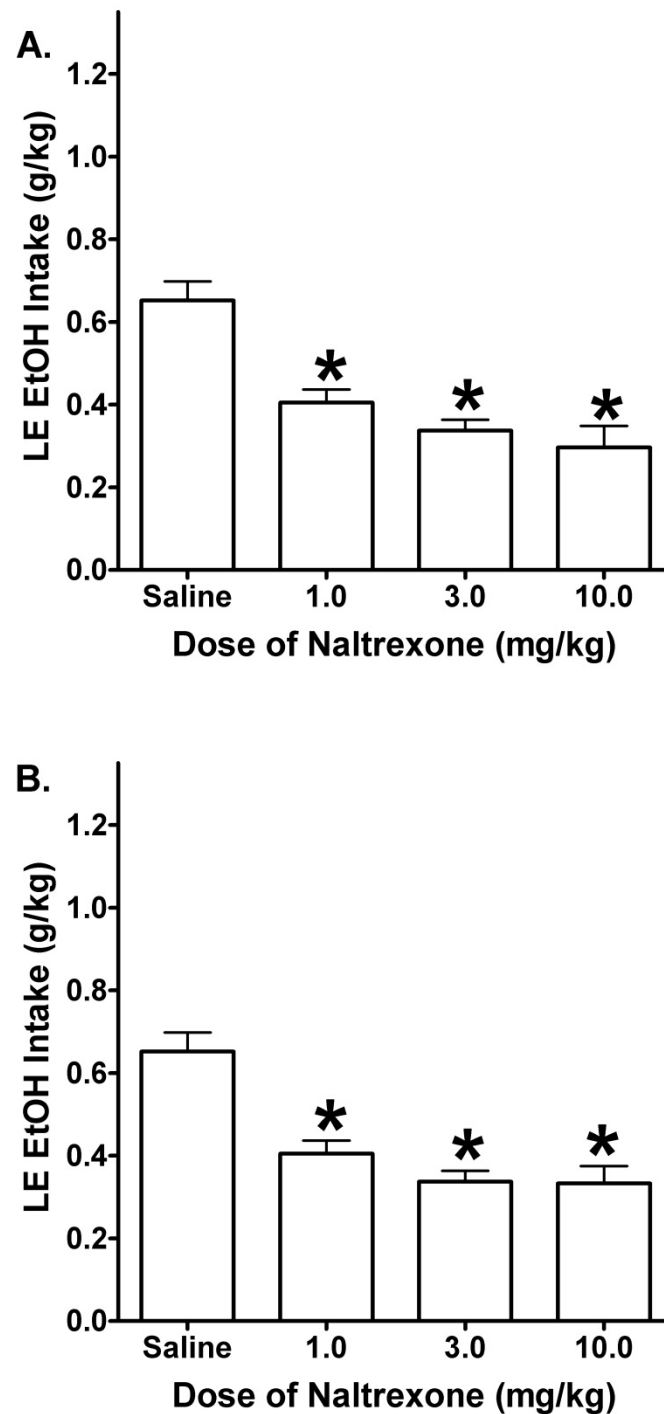 A.
LE EtOH Intake (g/kg)
1.2
1.0
0.8
0.6
0.4
0.2
0.0
* * *
Saline 1.0 3.0 10.0
Dose of Naltrexone (mg/kg)
B.
LE EtOH Intake (g/kg)
1.2
1.0
0.8
0.6
0.4
0.2
0.0
* * *
Saline 1.0 3.0 10.0
Dose of Naltrexone (mg/kg)